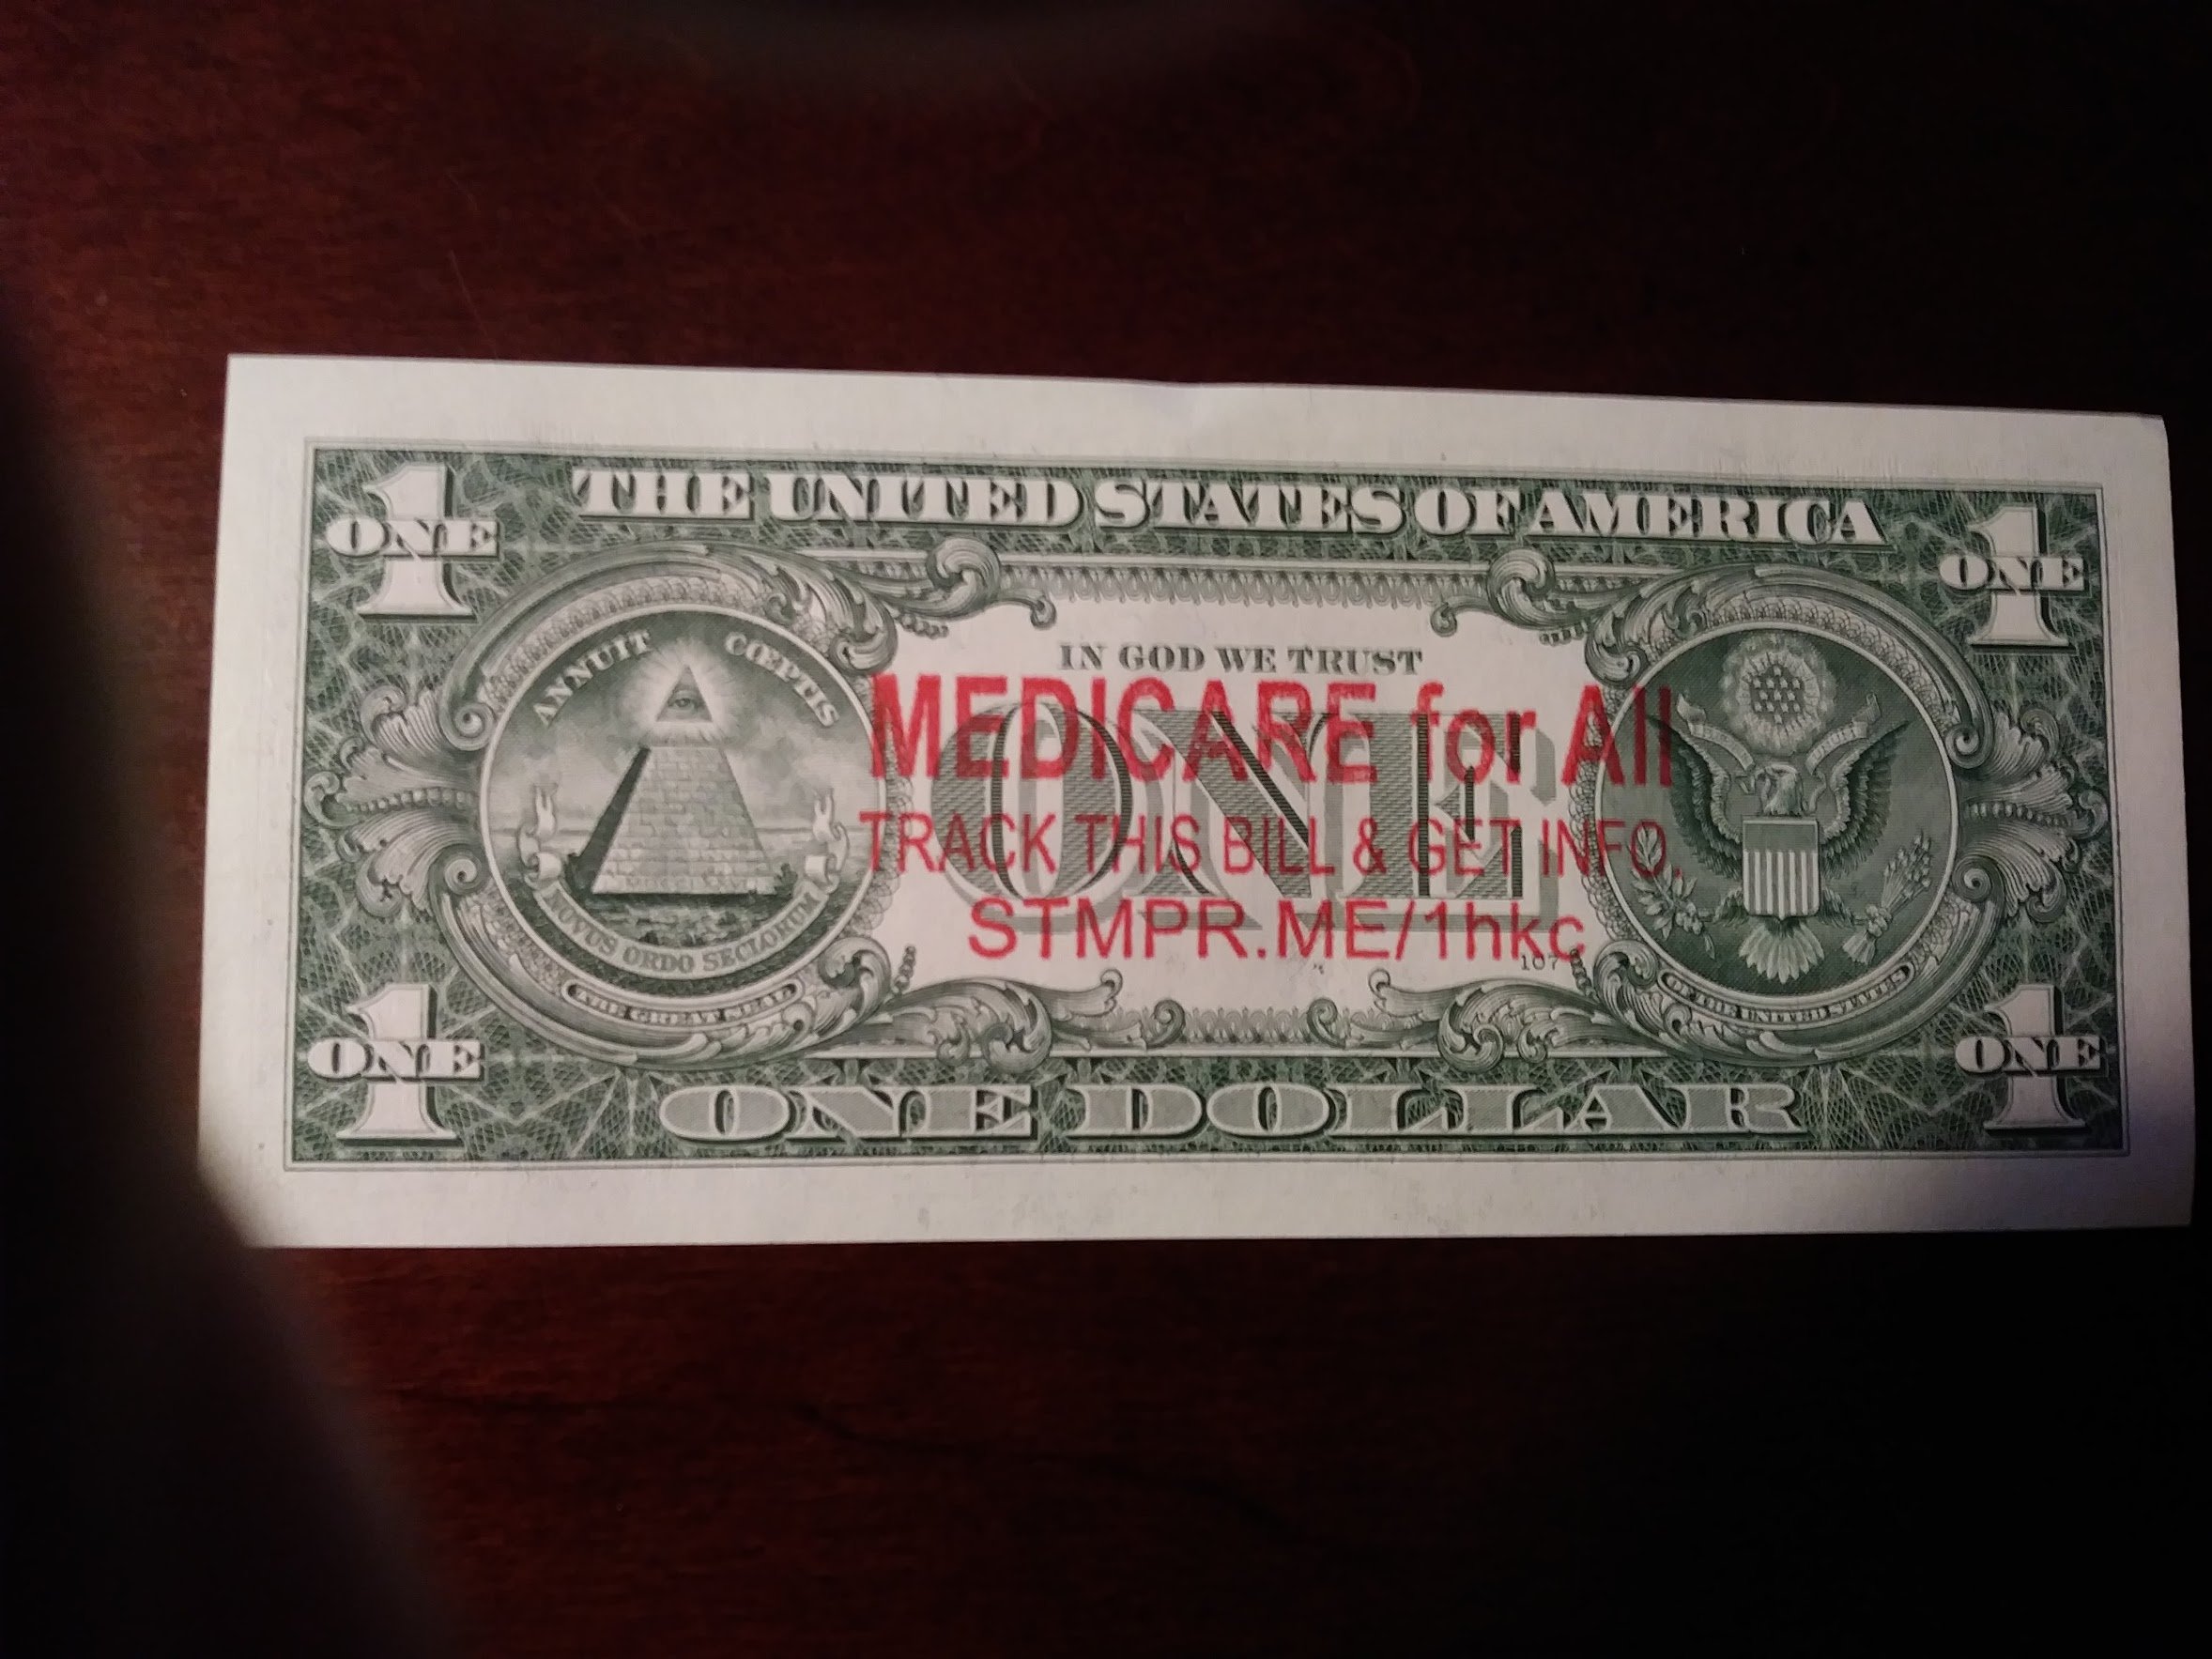 THE UNITED STATES OF AMERICA
1 ONE
1 ONE
ANNUIT CŒPTIS
IN GOD WE TRUST
MEDICARE for All
ONE
TRACK THIS BILL & GET INFO.
STMPR.ME/1hkc
107
NOVUS ORDO SECLORUM
THE GREAT SEAL
OF THE UNITED STATES
1 ONE
1 ONE
ONE DOLLAR